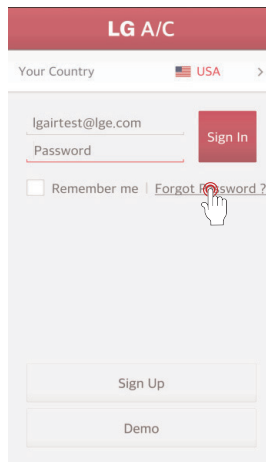 LG A/C
Your Country USA >
lgairtest@lge.com
Sign In
Password
Remember me | Forgot Password ?
Sign Up
Demo